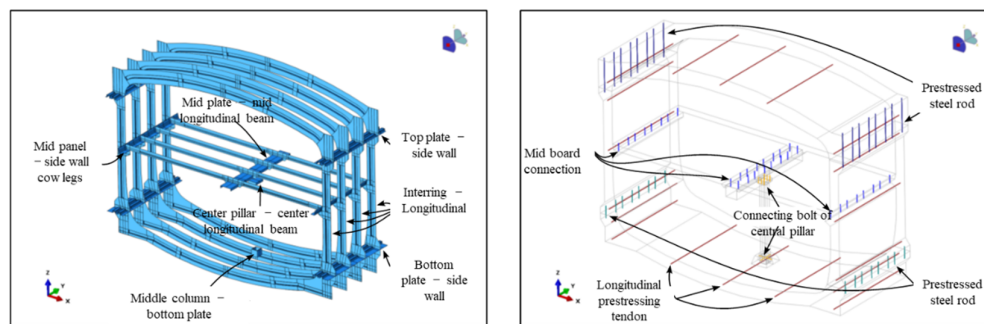 Mid plate – mid
longitudinal beam
Top plate –
side wall
Mid panel
– side wall
cow legs
Interring –
Longitudinal
Center pillar – center
longitudinal beam
Bottom
plate – side
wall
Middle column –
bottom plate
Z
Y
X
Prestressed
steel rod
Mid board
connection
Connecting bolt of
central pillar
Longitudinal
prestressing
tendon
Prestressed
steel rod
Z
Y
X